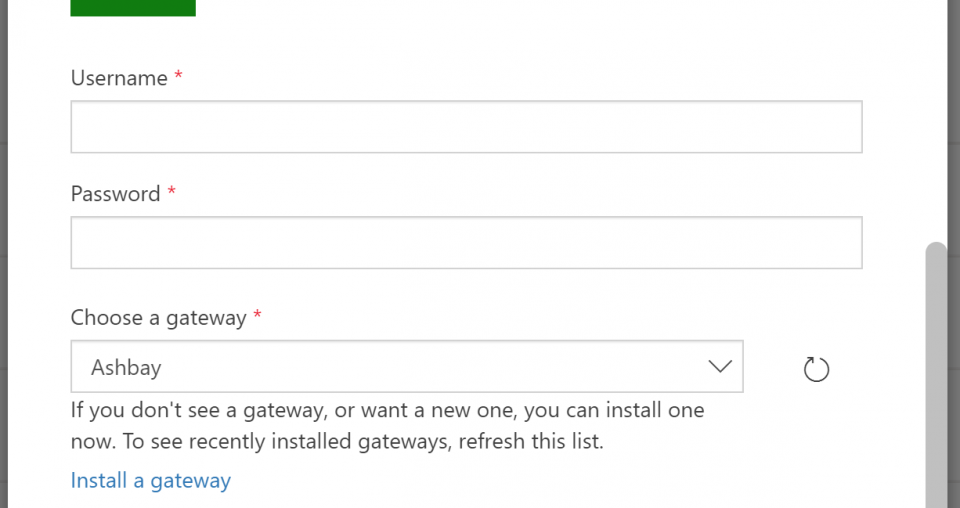 Username *
Password *
Choose a gateway *
Ashbay
If you don't see a gateway, or want a new one, you can install one
now. To see recently installed gateways, refresh this list.
Install a gateway